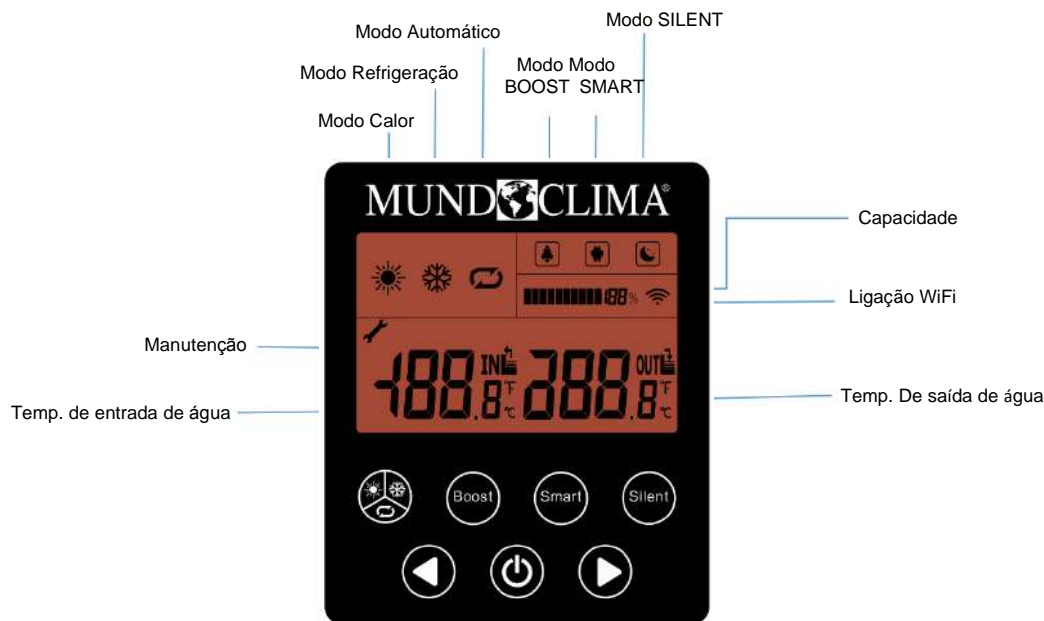 Modo SILENT
Modo Automático
Modo Modo
BOOST SMART
Modo Refrigeração
Modo Calor
MUNDOCLIMA®
Capacidade
188%
Ligação WiFi
Manutenção
-188.8 IN °F °C 288.8 OUT °F °C
Temp. de entrada de água
Temp. De saída de água
Boost Smart Silent